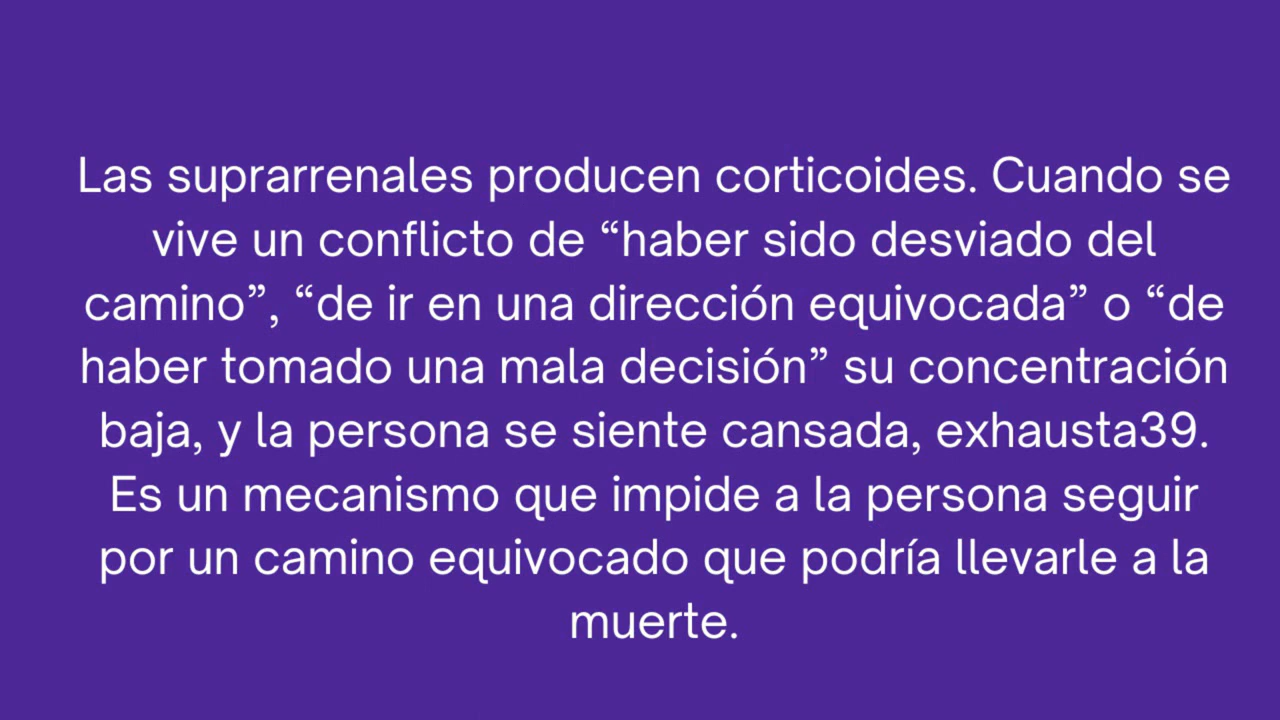 Las suprarrenales producen corticoides. Cuando se
vive un conflicto de “haber sido desviado del
camino”, “de ir en una dirección equivocada” o “de
haber tomado una mala decisión” su concentración
baja, y la persona se siente cansada, exhausta39.
Es un mecanismo que impide a la persona seguir
por un camino equivocado que podría llevarle a la
muerte.